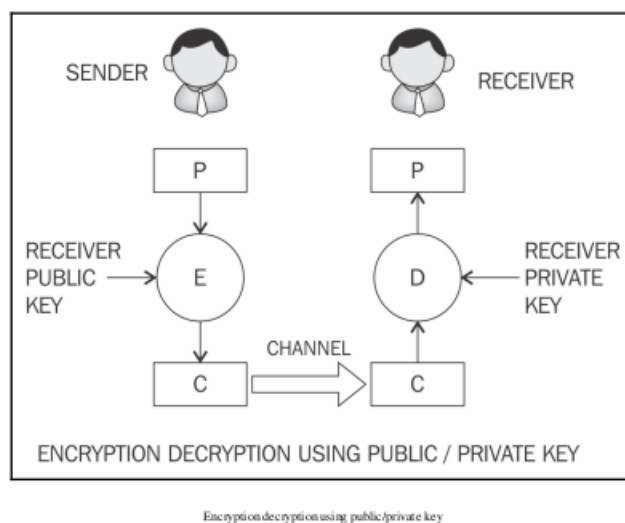 SENDER
RECEIVER
P
P
RECEIVER
PUBLIC
KEY
E
D
RECEIVER
PRIVATE
KEY
CHANNEL
C
C
ENCRYPTION DECRYPTION USING PUBLIC / PRIVATE KEY
Encryption decryption using public/private key